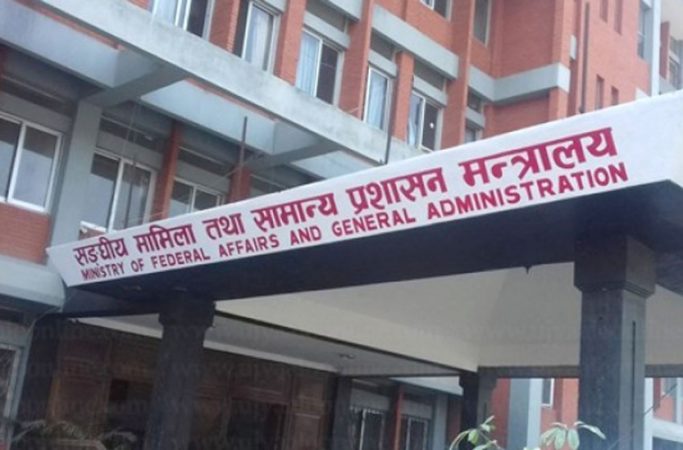 सङ्घीय मामिला तथा सामान्य प्रशासन मन्त्रालय
MINISTRY OF FEDERAL AFFAIRS AND GENERAL ADMINISTRATION